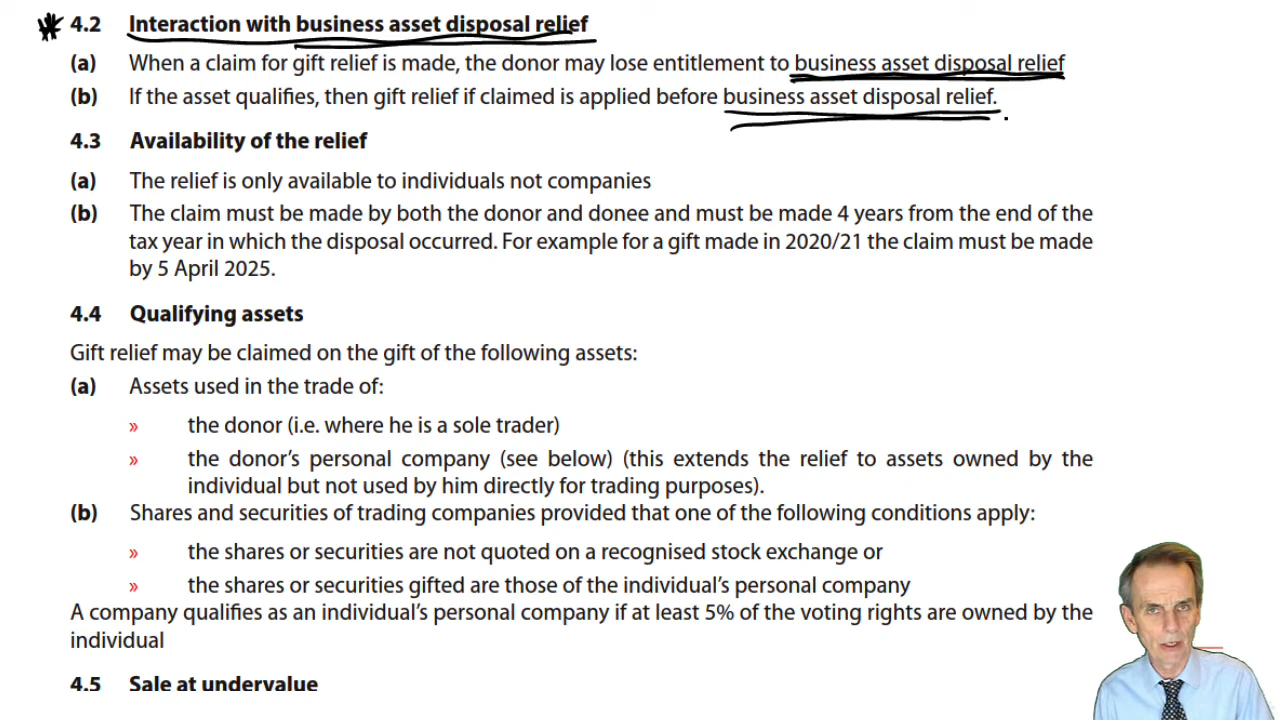 4.2 Interaction with business asset disposal relief
(a) When a claim for gift relief is made, the donor may lose entitlement to business asset disposal relief
(b) If the asset qualifies, then gift relief if claimed is applied before business asset disposal relief.
4.3 Availability of the relief
(a) The relief is only available to individuals not companies
(b) The claim must be made by both the donor and donee and must be made 4 years from the end of the
tax year in which the disposal occurred. For example for a gift made in 2020/21 the claim must be made
by 5 April 2025.
4.4 Qualifying assets
Gift relief may be claimed on the gift of the following assets:
(a) Assets used in the trade of:
» the donor (i.e. where he is a sole trader)
» the donor’s personal company (see below) (this extends the relief to assets owned by the
individual but not used by him directly for trading purposes).
(b) Shares and securities of trading companies provided that one of the following conditions apply:
» the shares or securities are not quoted on a recognised stock exchange or
» the shares or securities gifted are those of the individual’s personal company
A company qualifies as an individual’s personal company if at least 5% of the voting rights are owned by the
individual
4.5 Sale at undervalue